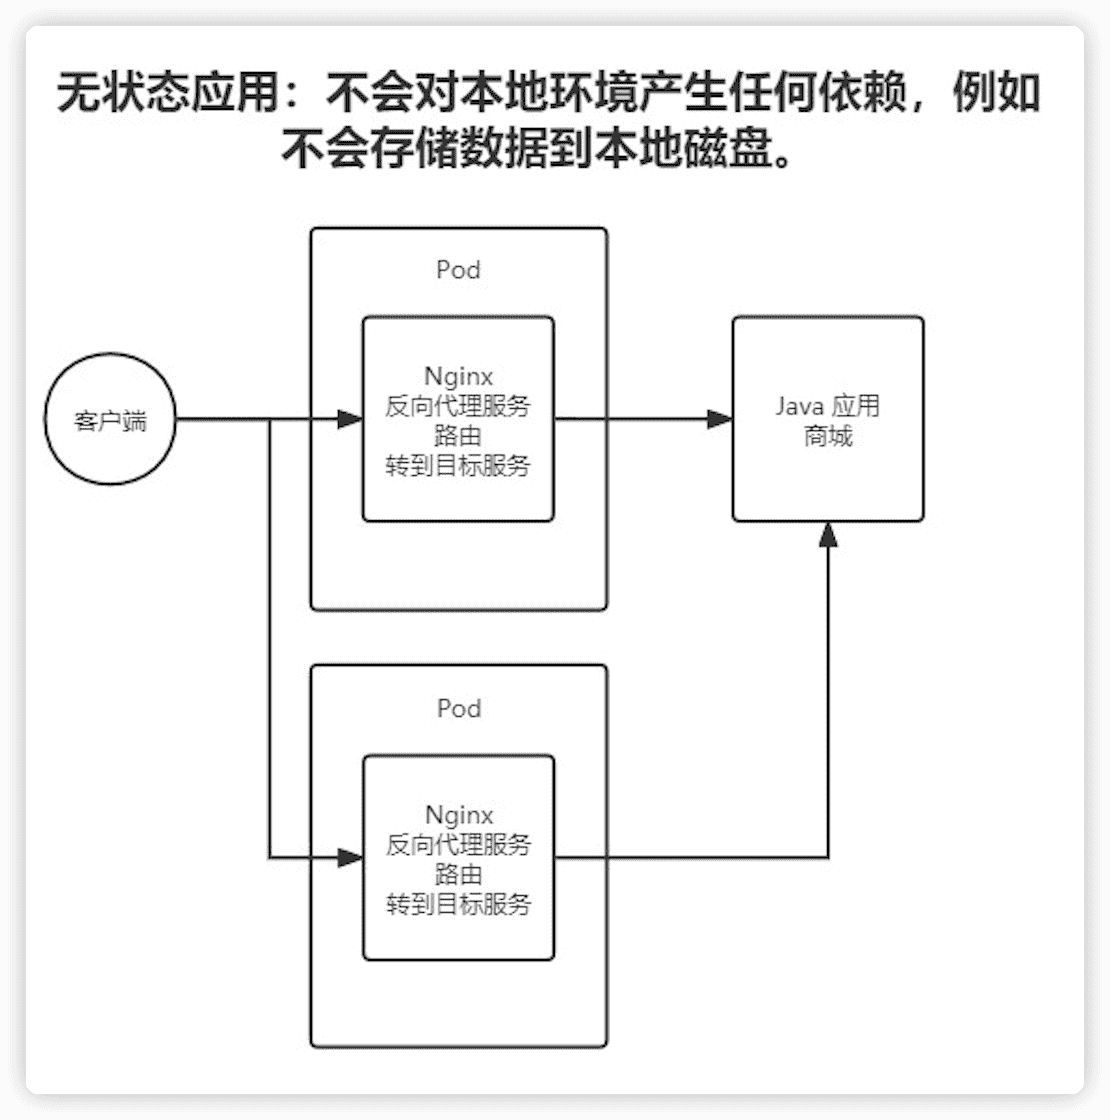 无状态应用：不会对本地环境产生任何依赖，例如
不会存储数据到本地磁盘。
Pod
Nginx
反向代理服务
路由
转到目标服务
客户端
Java 应用
商城
Pod
Nginx
反向代理服务
路由
转到目标服务